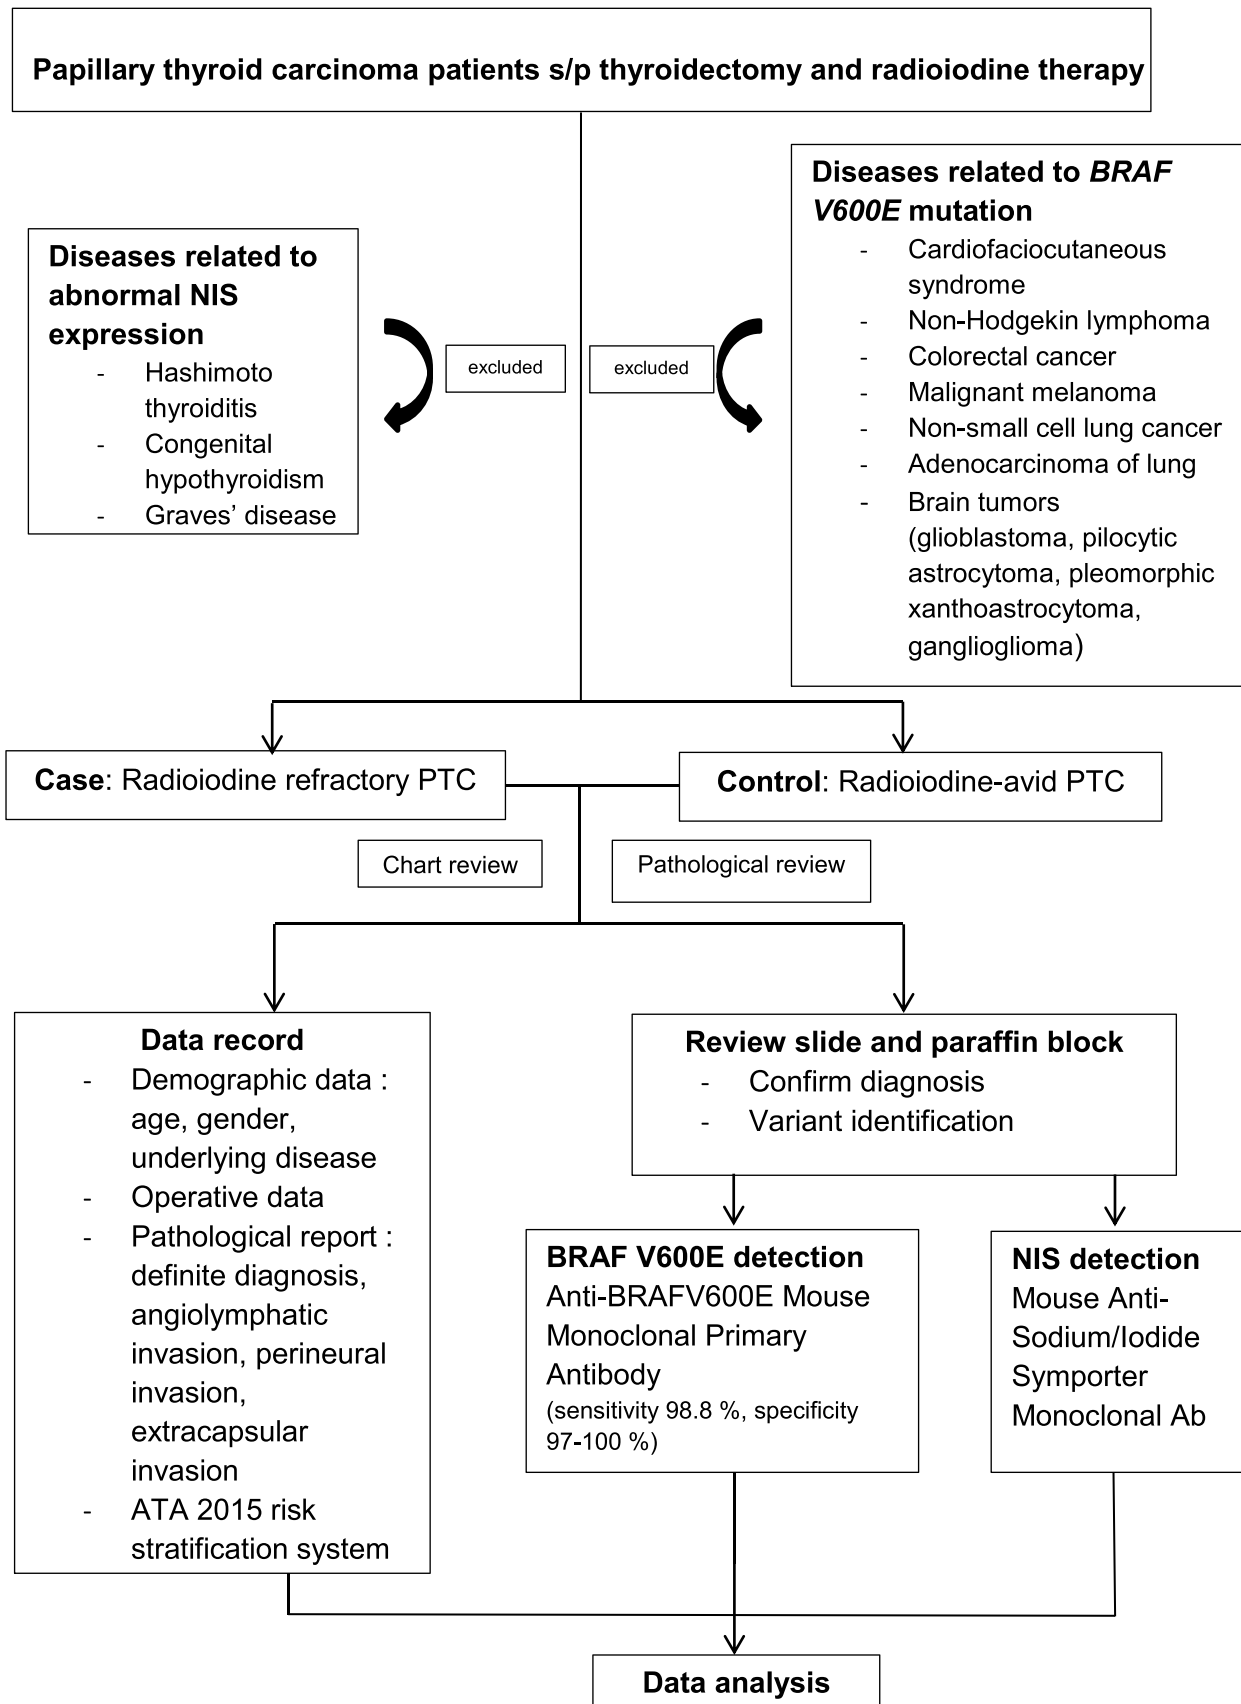 Papillary thyroid carcinoma patients s/p thyroidectomy and radioiodine therapy
Diseases related to
abnormal NIS
expression
- Hashimoto
thyroiditis
- Congenital
hypothyroidism
- Graves’ disease
excluded
excluded
Diseases related to BRAF
V600E mutation
- Cardiofaciocutaneous
syndrome
- Non-Hodgekin lymphoma
- Colorectal cancer
- Malignant melanoma
- Non-small cell lung cancer
- Adenocarcinoma of lung
- Brain tumors
(glioblastoma, pilocytic
astrocytoma, pleomorphic
xanthoastrocytoma,
ganglioglioma)
Case: Radioiodine refractory PTC
Control: Radioiodine-avid PTC
Chart review
Pathological review
Data record
- Demographic data :
age, gender,
underlying disease
- Operative data
- Pathological report :
definite diagnosis,
angiolymphatic
invasion, perineural
invasion,
extracapsular
invasion
- ATA 2015 risk
stratification system
Review slide and paraffin block
- Confirm diagnosis
- Variant identification
BRAF V600E detection
Anti-BRAFV600E Mouse
Monoclonal Primary
Antibody
(sensitivity 98.8 %, specificity
97-100 %)
NIS detection
Mouse Anti-
Sodium/Iodide
Symporter
Monoclonal Ab
Data analysis